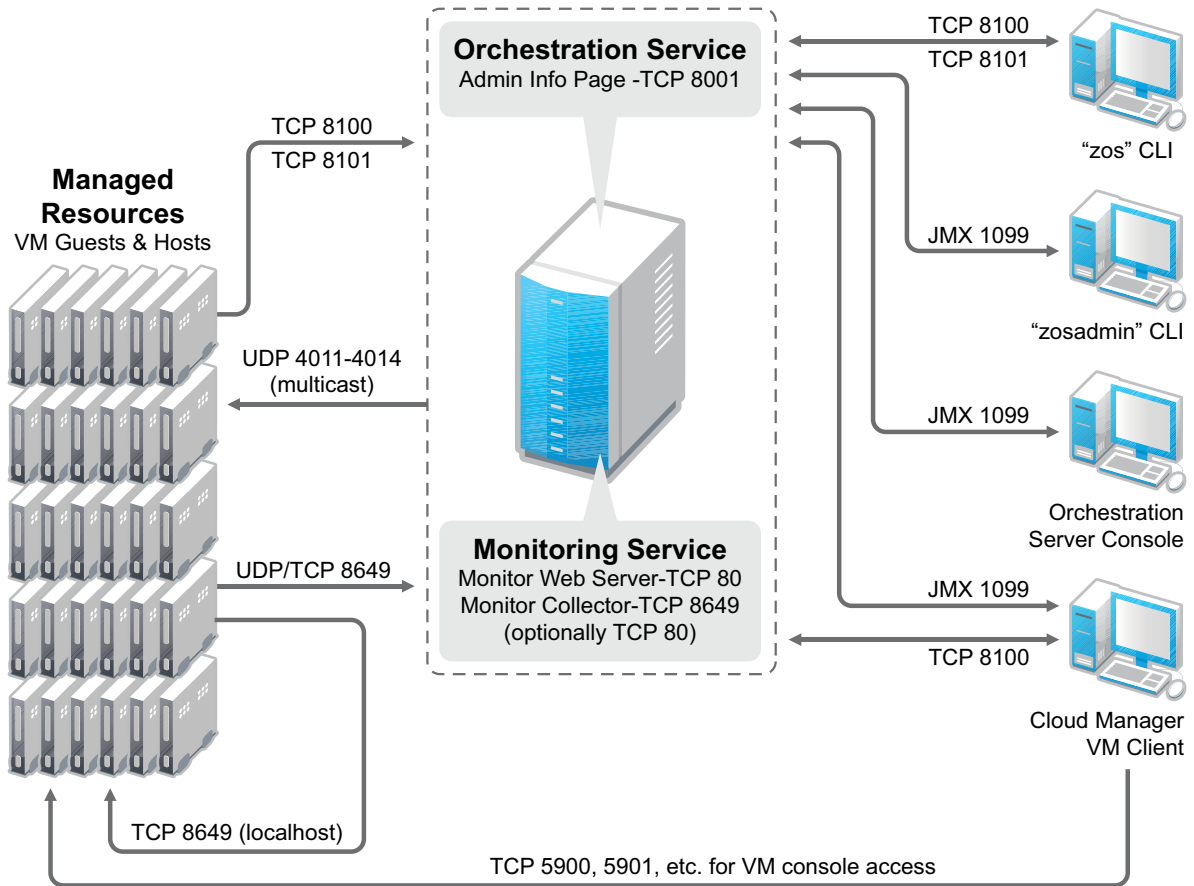 Orchestration Service
Admin Info Page -TCP 8001
TCP 8100
TCP 8101
"zos" CLI
TCP 8100
TCP 8101
Managed
Resources
VM Guests & Hosts
JMX 1099
"zosadmin" CLI
UDP 4011-4014
(multicast)
JMX 1099
Orchestration
Server Console
Monitoring Service
Monitor Web Server-TCP 80
Monitor Collector-TCP 8649
(optionally TCP 80)
UDP/TCP 8649
JMX 1099
TCP 8100
Cloud Manager
VM Client
TCP 8649 (localhost)
TCP 5900, 5901, etc. for VM console access